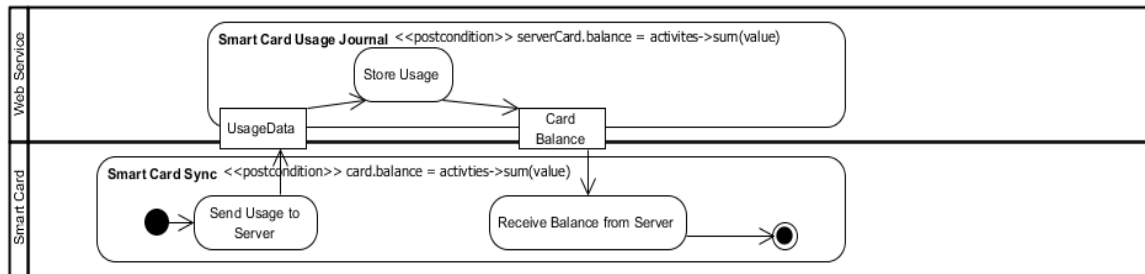 Web Service
Smart Card Usage Journal <<postcondition>> serverCard.balance = activites->sum(value)
Store Usage
UsageData
Card
Balance
Smart Card
Smart Card Sync <<postcondition>> card.balance = activties->sum(value)
Send Usage to
Server
Receive Balance from Server